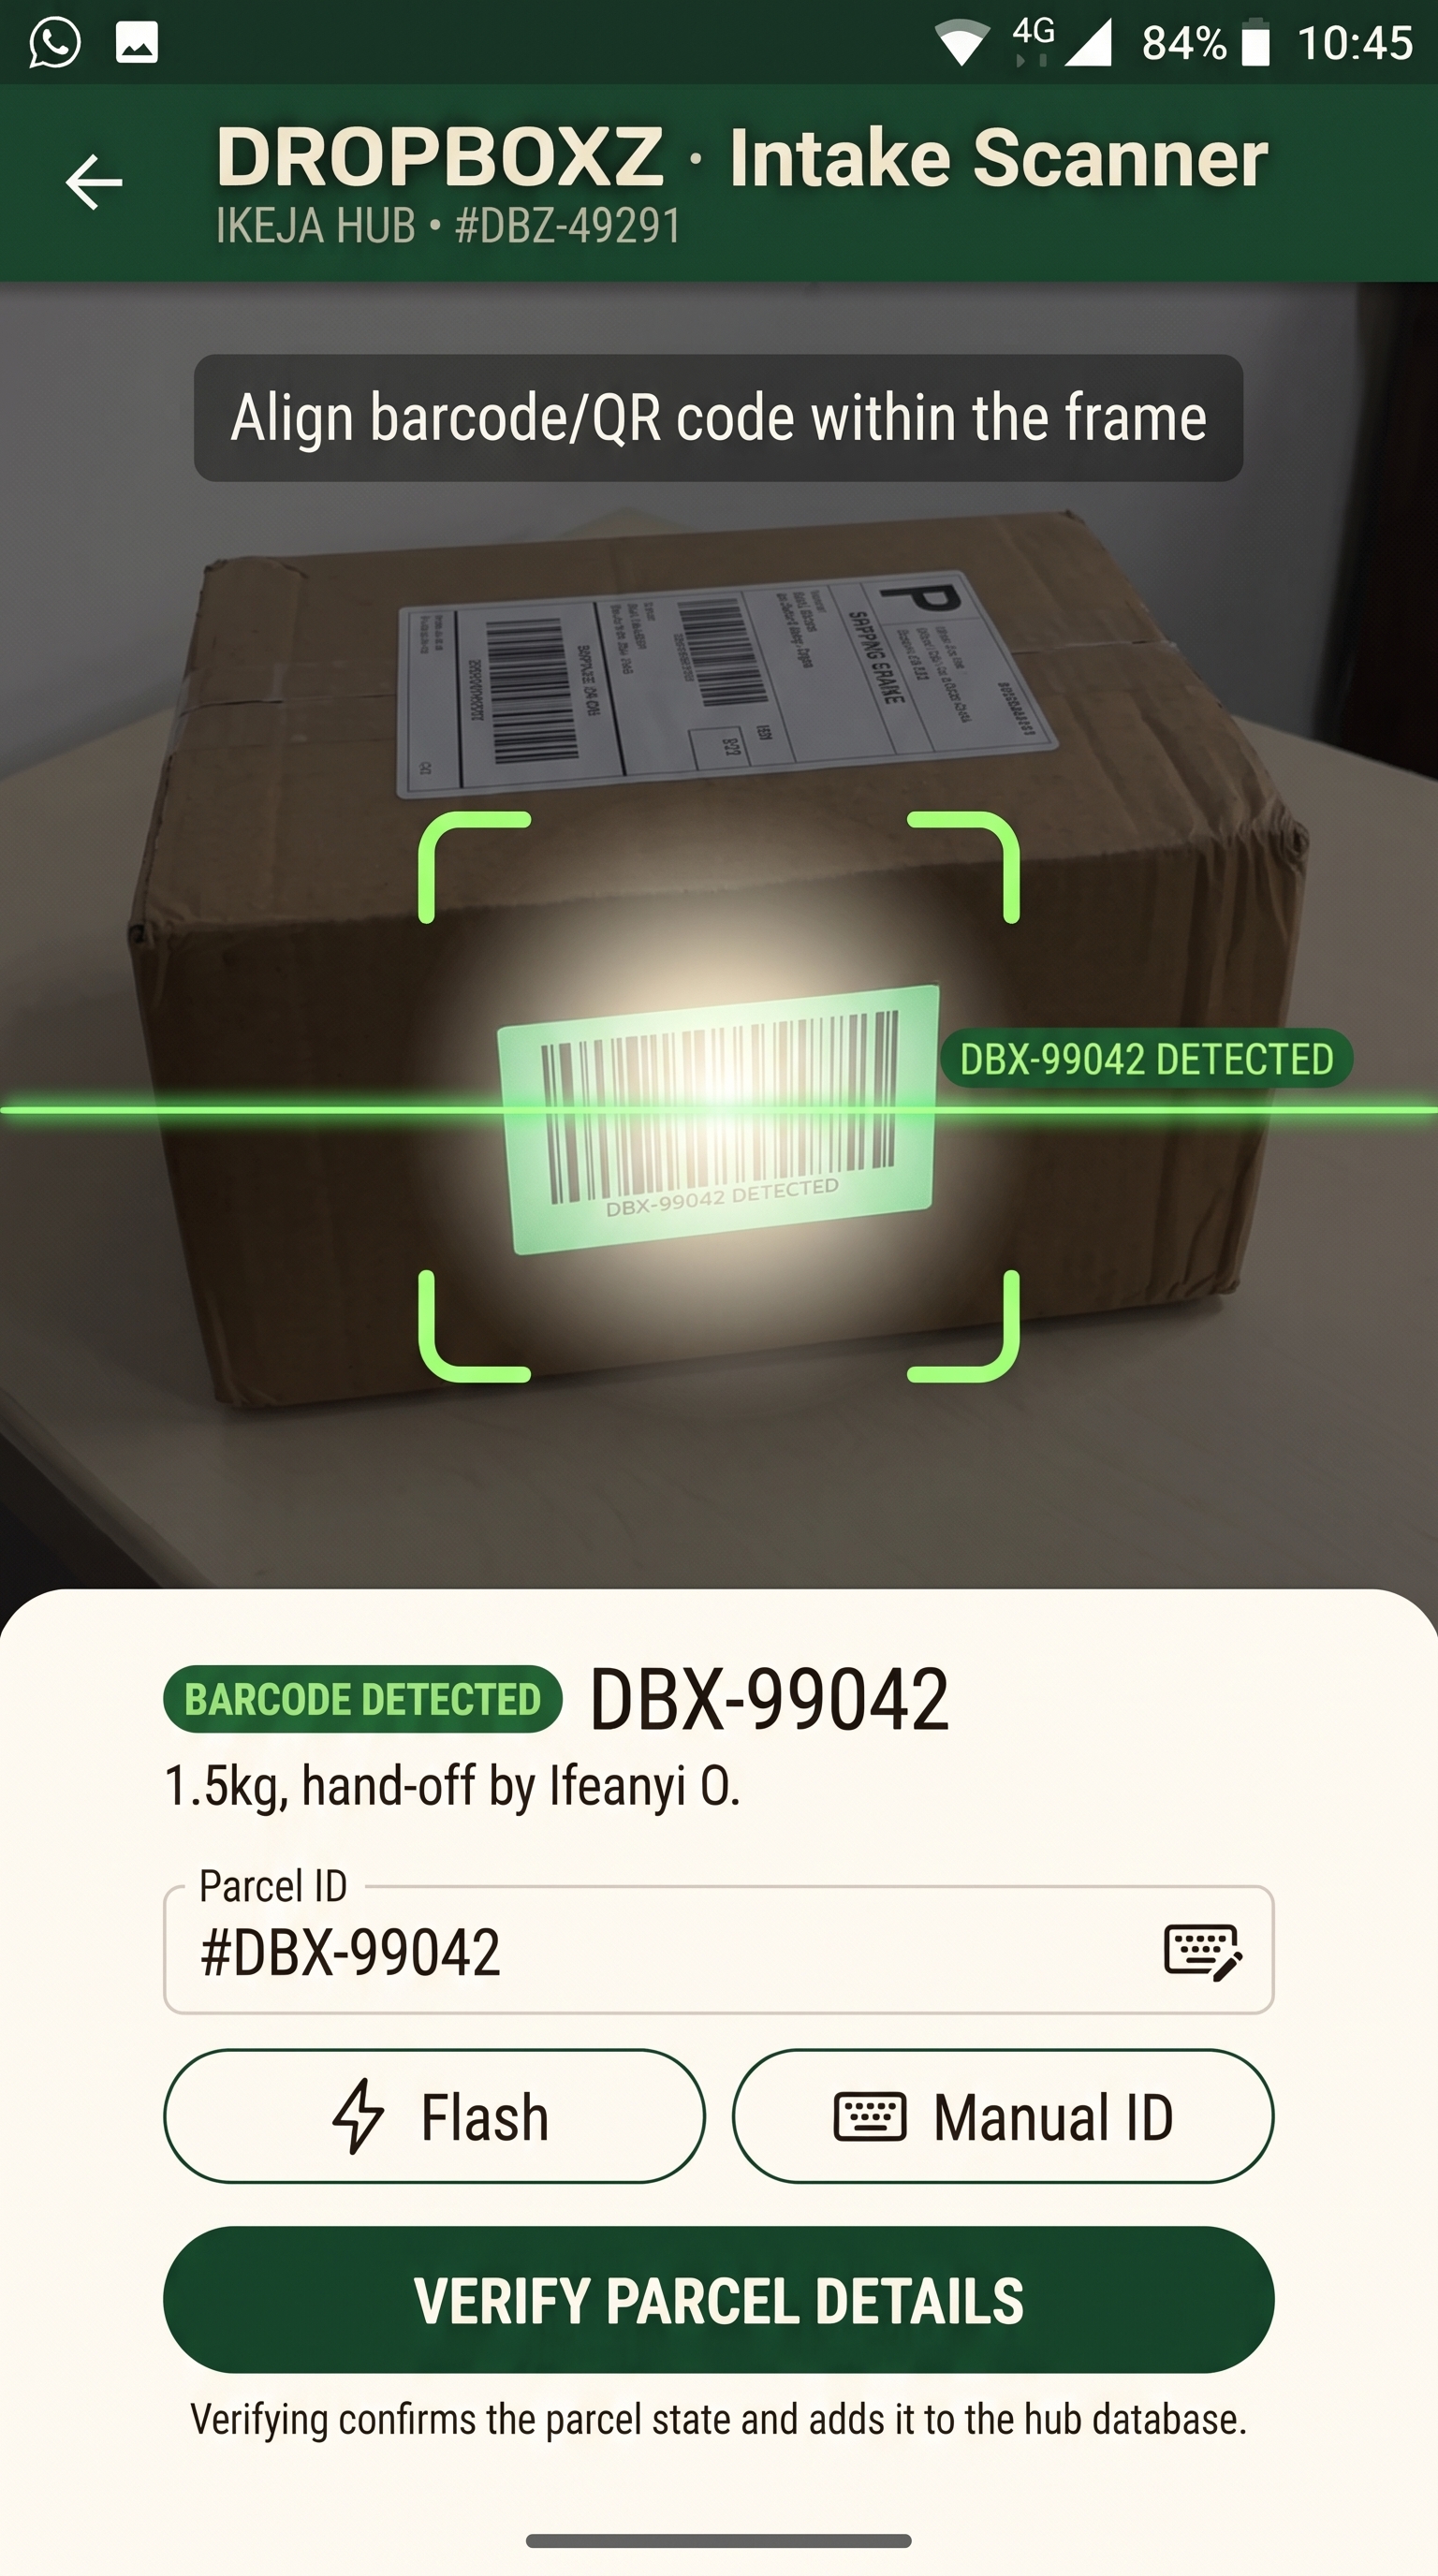 4G 84% 10:45
DROPBOXZ · Intake Scanner
IKEJA HUB • #DBZ-49291
Align barcode/QR code within the frame
P
DBX-99042 DETECTED
DBX-99042 DETECTED
BARCODE DETECTED DBX-99042
1.5kg, hand-off by Ifeanyi O.
Parcel ID
#DBX-99042
Flash
Manual ID
VERIFY PARCEL DETAILS
Verifying confirms the parcel state and adds it to the hub database.